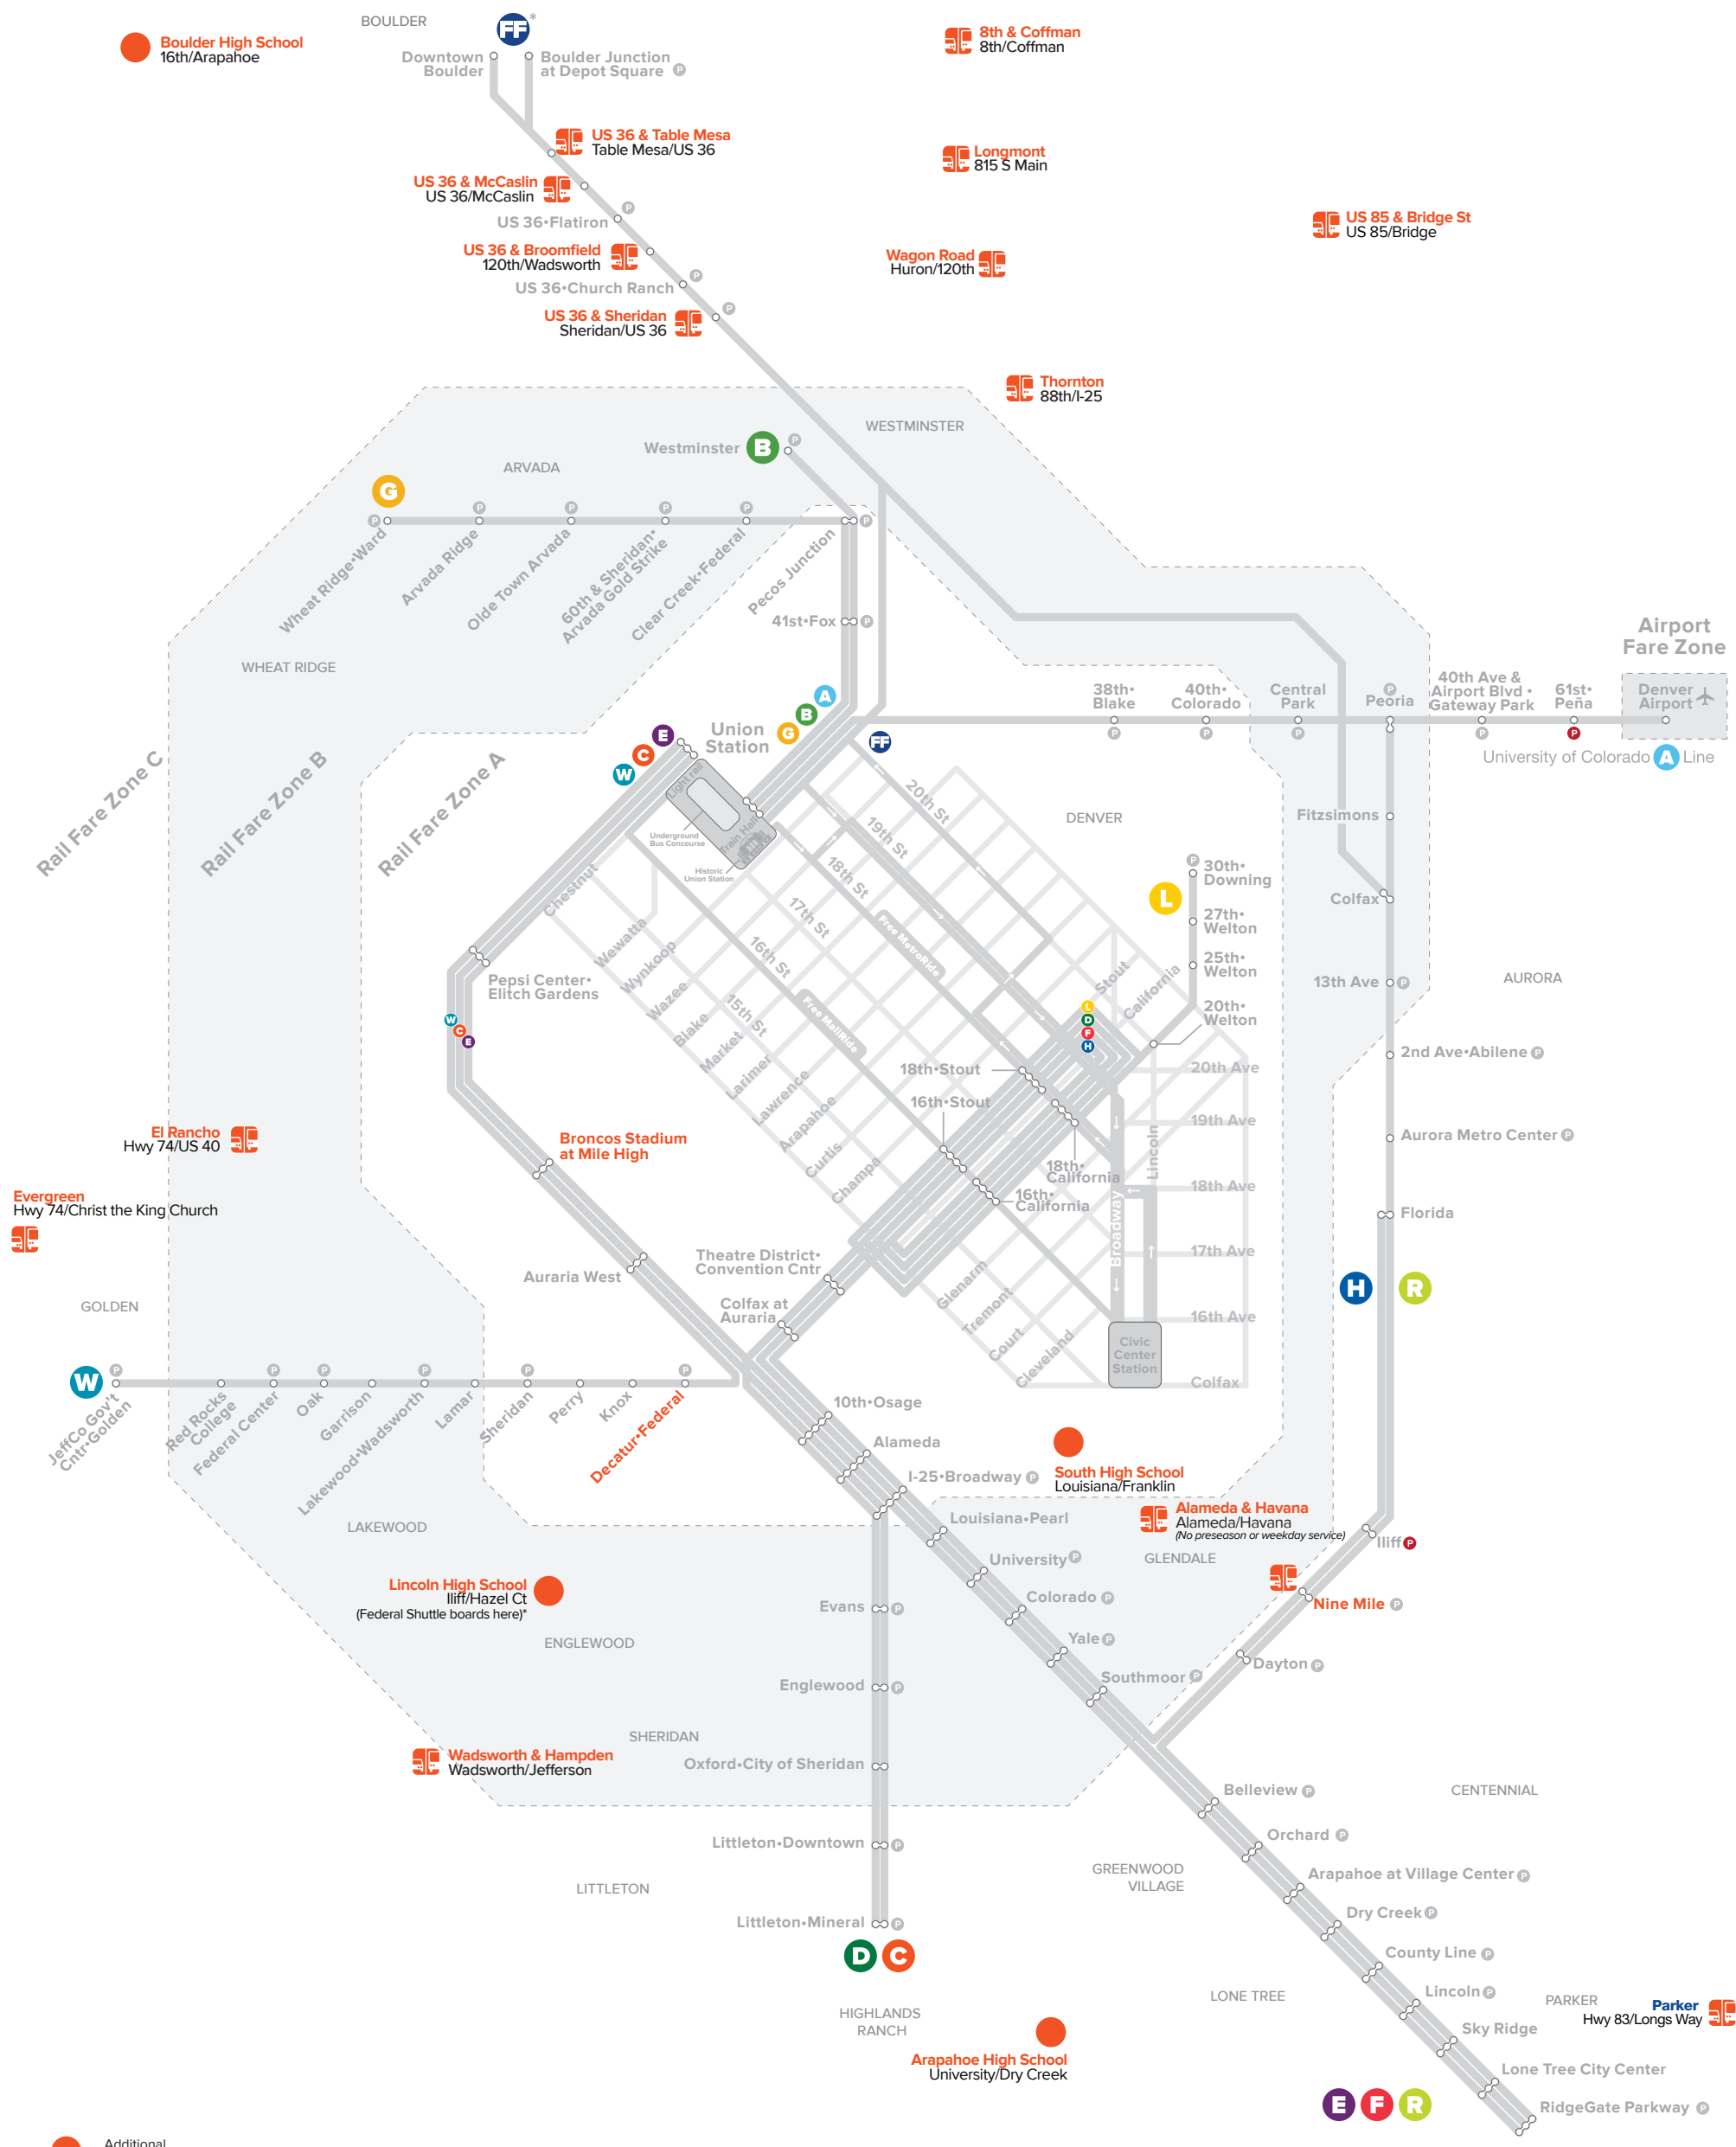 BOULDER
FF*
Boulder High School
16th/Arapahoe
Downtown
Boulder
Boulder Junction
at Depot Square P
8th & Coffman
8th/Coffman
US 36 & Table Mesa
Table Mesa/US 36
Longmont
815 S Main
US 36 & McCaslin
US 36/McCaslin
P
US 36•Flatiron
US 85 & Bridge St
US 85/Bridge
US 36 & Broomfield
120th/Wadsworth
Wagon Road
Huron/120th
P
US 36•Church Ranch
P
US 36 & Sheridan
Sheridan/US 36
Thornton
88th/I-25
WESTMINSTER
Westminster
B
P
ARVADA
G
P
P
P
P
P
P
Wheat Ridge•Ward
Arvada Ridge
Olde Town Arvada
60th & Sheridan•
Arvada Gold Strike
Clear Creek•Federal
Pecos Junction
41st•Fox
P
WHEAT RIDGE
Airport
Fare Zone
38th•
Blake
P
40th•
Colorado
P
Central
Park
P
P
Peoria
40th Ave &
Airport Blvd •
Gateway Park
P
61st•
Peña
P
Denver
Airport
University of Colorado A Line
A
B
G
Union
Station
E
C
W
FF
Rail Fare Zone C
Rail Fare Zone B
Rail Fare Zone A
Light rail
Underground
Bus Concourse
Train Hall
Historic
Union Station
DENVER
20th St
19th St
18th St
17th St
16th St
15th St
Free MetroRide
Free MallRide
Chestnut
Wewatta
Wynkoop
Wazee
Blake
Market
Larimer
Lawrence
Arapahoe
Curtis
Champa
Stout
California
Glenarm
Tremont
Court
Cleveland
Fitzsimons
P
30th•
Downing
L
27th•
Welton
25th•
Welton
20th•
Welton
Colfax
13th Ave P
AURORA
Pepsi Center•
Elitch Gardens
W
C
E
L
D
F
H
18th•Stout
16th•Stout
18th•
California
16th•
California
20th Ave
19th Ave
18th Ave
17th Ave
16th Ave
Colfax
Broadway
Lincoln
Civic
Center
Station
2nd Ave•Abilene P
Aurora Metro Center P
Florida
H
R
El Rancho
Hwy 74/US 40
Evergreen
Hwy 74/Christ the King Church
Broncos Stadium
at Mile High
Auraria West
Theatre District•
Convention Cntr
Colfax at
Auraria
GOLDEN
W
P
P
P
P
P
P
JeffCo Gov't
Cntr•Golden
Red Rocks
College
Federal Center
Oak
Garrison
Lakewood•Wadsworth
Lamar
Sheridan
Perry
Knox
Decatur•Federal
10th•Osage
Alameda
I-25•Broadway P
South High School
Louisiana/Franklin
Louisiana•Pearl
Alameda & Havana
Alameda/Havana
(No preseason or weekday service)
LAKEWOOD
Iliff P
University P
GLENDALE
Lincoln High School
Iliff/Hazel Ct
(Federal Shuttle boards here)*
Evans
P
Colorado P
Nine Mile P
ENGLEWOOD
Yale P
Dayton P
Englewood
P
Southmoor P
SHERIDAN
Wadsworth & Hampden
Wadsworth/Jefferson
Oxford•City of Sheridan
P
Belleview P
CENTENNIAL
Littleton•Downtown
P
Orchard P
LITTLETON
GREENWOOD
VILLAGE
Arapahoe at Village Center P
Dry Creek P
Littleton•Mineral
P
D
C
County Line P
Lincoln P
LONE TREE
PARKER
Parker
Hwy 83/Longs Way
HIGHLANDS
RANCH
Sky Ridge
Arapahoe High School
University/Dry Creek
Lone Tree City Center
E
F
R
RidgeGate Parkway P
Additional